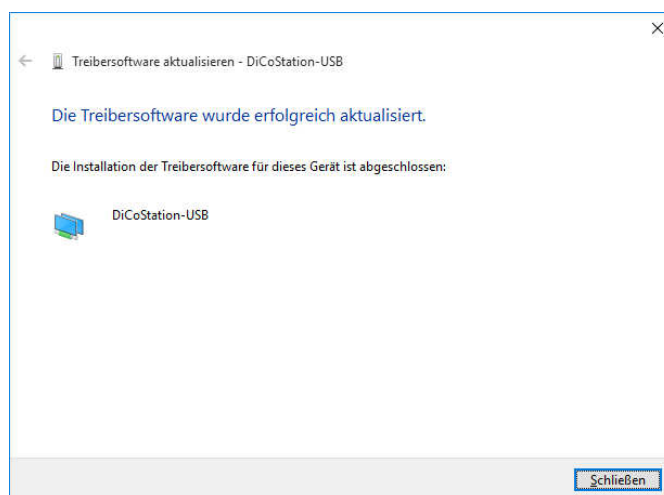 Treibersoftware aktualisieren - DiCoStation-USB
Die Treibersoftware wurde erfolgreich aktualisiert.
Die Installation der Treibersoftware für dieses Gerät ist abgeschlossen:
DiCoStation-USB
Schließen